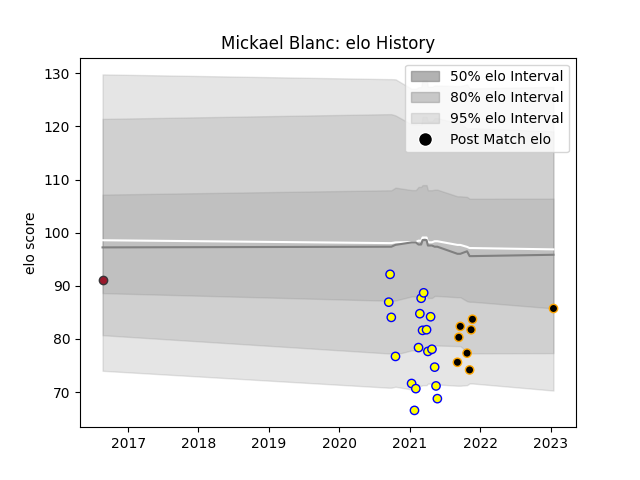 Mickael Blanc: elo History
50% elo Interval
80% elo Interval
95% elo Interval
Post Match elo
elo score
130
120
110
100
90
80
70
2017 2018 2019 2020 2021 2022 2023